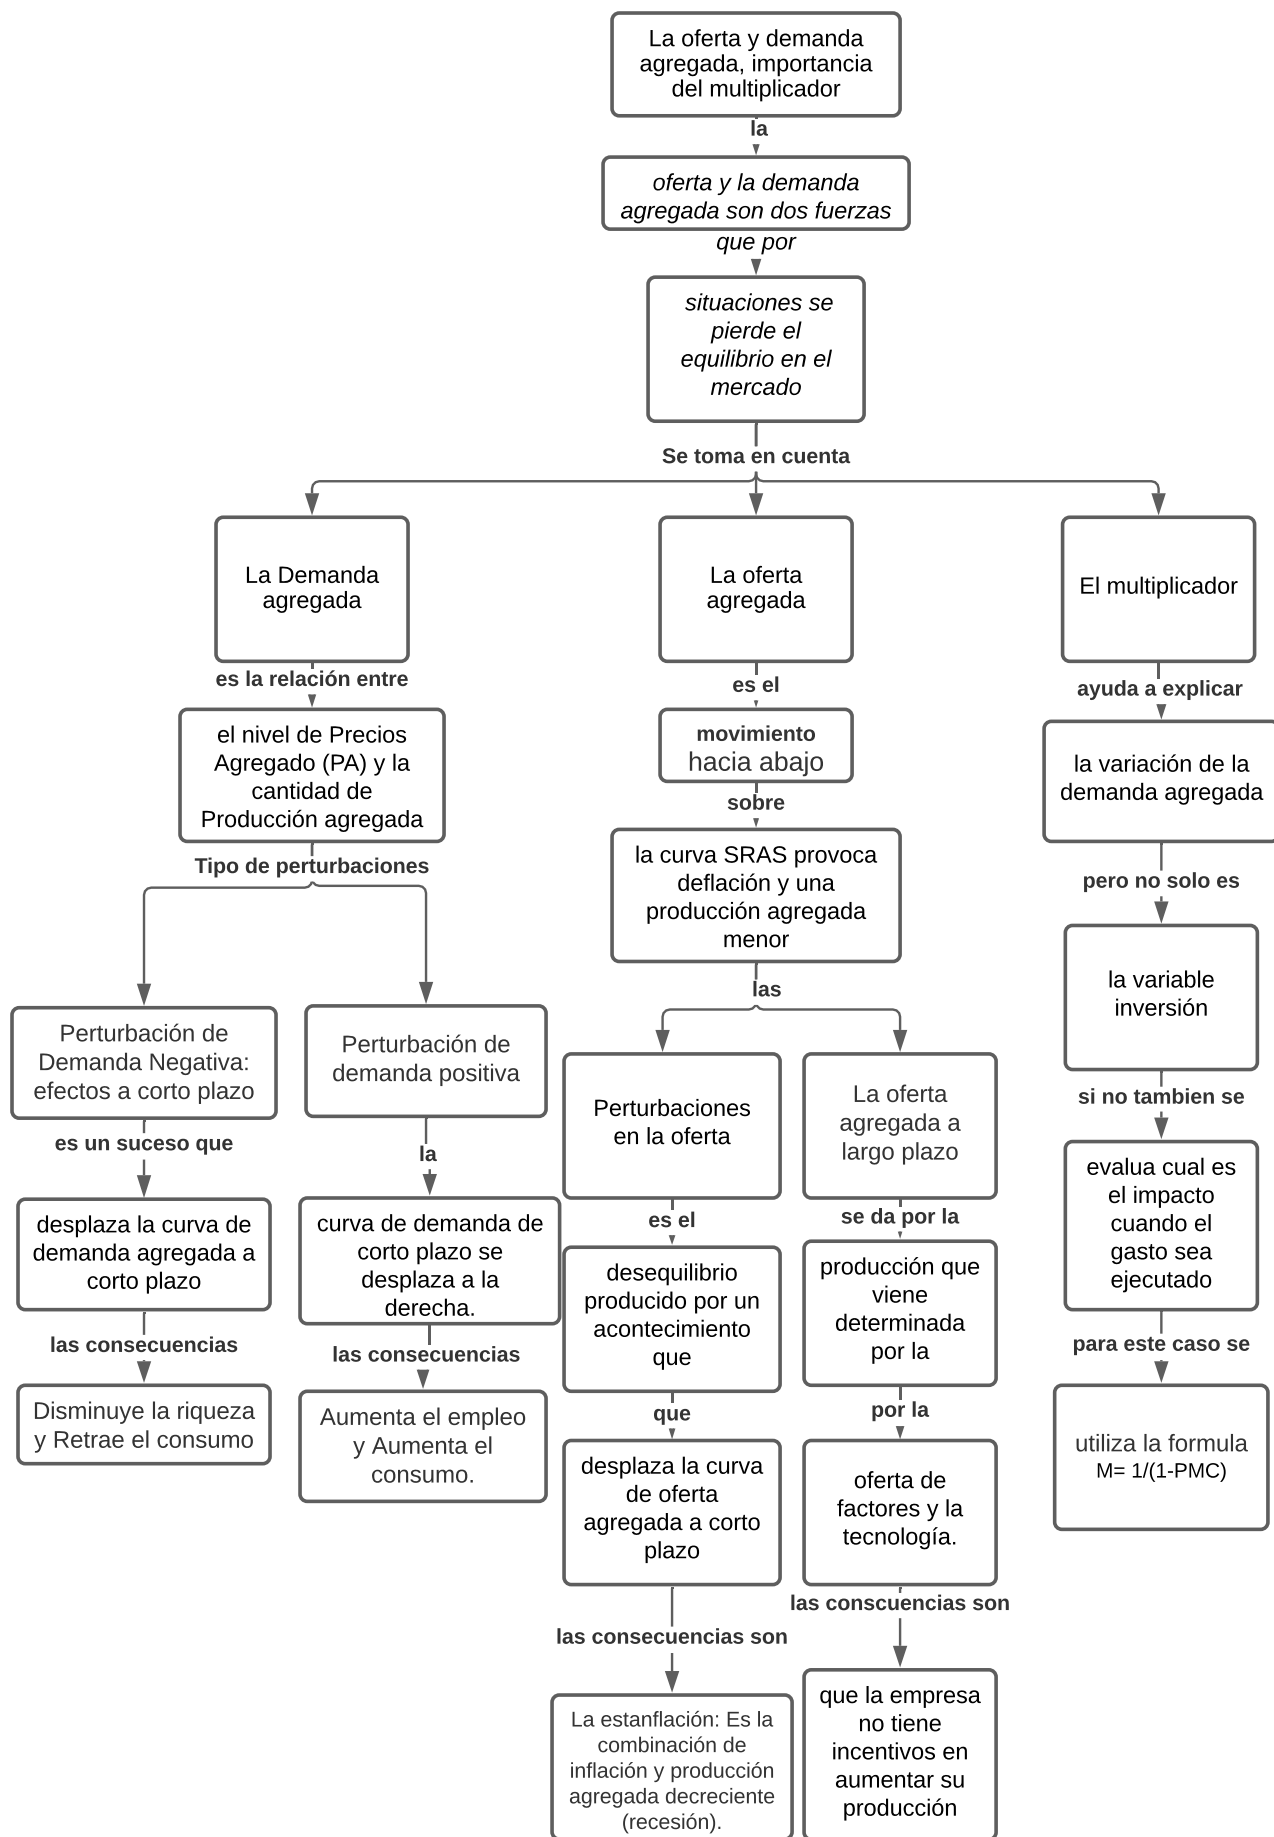 La oferta y demanda
agregada, importancia
del multiplicador
la
oferta y la demanda
agregada son dos fuerzas
que por
situaciones se
pierde el
equilibrio en el
mercado
Se toma en cuenta
La Demanda
agregada
es la relación entre
el nivel de Precios
Agregado (PA) y la
cantidad de
Producción agregada
Tipo de perturbaciones
Perturbación de
Demanda Negativa:
efectos a corto plazo
es un suceso que
desplaza la curva de
demanda agregada a
corto plazo
las consecuencias
Disminuye la riqueza
y Retrae el consumo
Perturbación de
demanda positiva
la
curva de demanda de
corto plazo se
desplaza a la
derecha.
las consecuencias
Aumenta el empleo
y Aumenta el
consumo.
La oferta
agregada
es el
movimiento
hacia abajo
sobre
la curva SRAS provoca
deflación y una
producción agregada
menor
las
Perturbaciones
en la oferta
es el
desequilibrio
producido por un
acontecimiento
que
que
desplaza la curva
de oferta
agregada a corto
plazo
las consecuencias son
La estanflación: Es la
combinación de
inflación y producción
agregada decreciente
(recesión).
La oferta
agregada a
largo plazo
se da por la
producción que
viene
determinada
por la
por la
oferta de
factores y la
tecnología.
las conscuencias son
que la empresa
no tiene
incentivos en
aumentar su
producción
El multiplicador
ayuda a explicar
la variación de la
demanda agregada
pero no solo es
la variable
inversión
si no tambien se
evalua cual es
el impacto
cuando el
gasto sea
ejecutado
para este caso se
utiliza la formula
M= 1/(1-PMC)